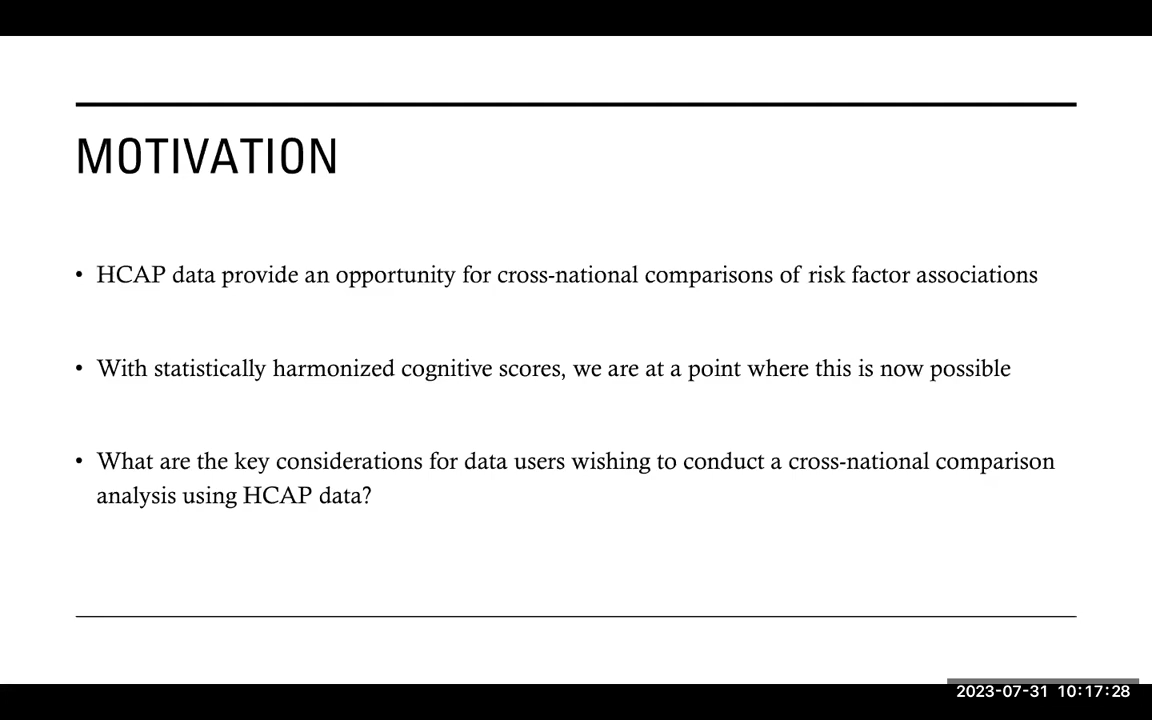 MOTIVATION
• HCAP data provide an opportunity for cross-national comparisons of risk factor associations
• With statistically harmonized cognitive scores, we are at a point where this is now possible
• What are the key considerations for data users wishing to conduct a cross-national comparison
analysis using HCAP data?
2023-07-31 10:17:28